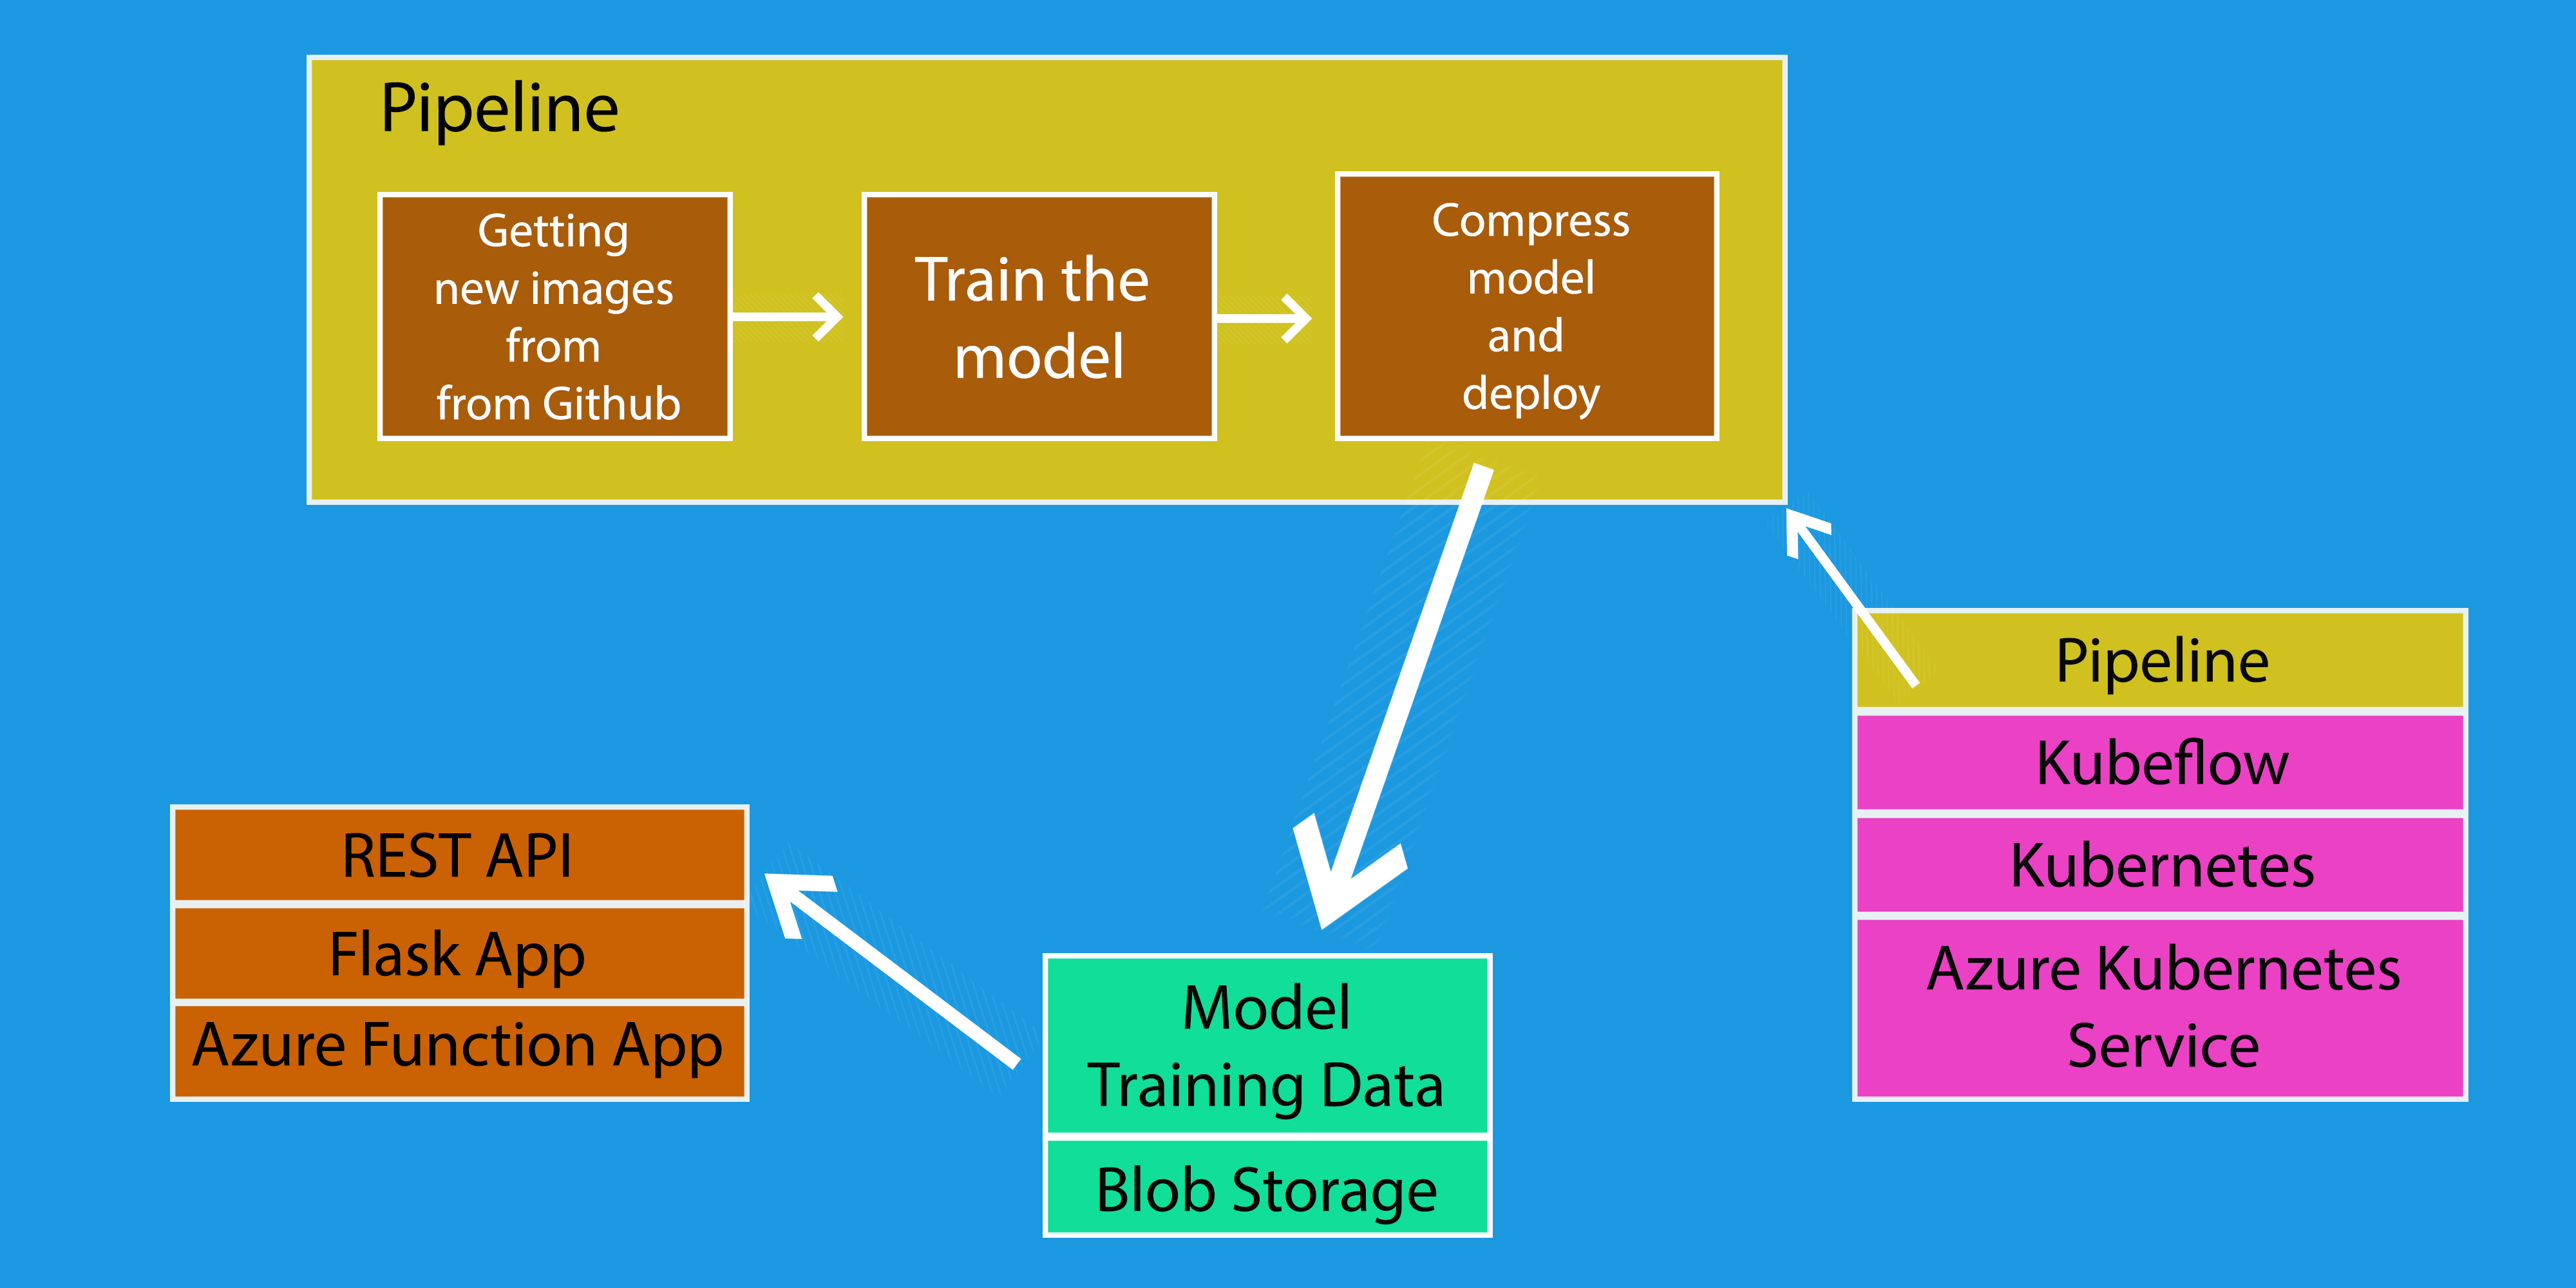 Pipeline
Getting
new images
from
from Github
Train the
model
Compress
model
and
deploy
Pipeline
Kubeflow
Kubernetes
Azure Kubernetes
Service
REST API
Flask App
Azure Function App
Model
Training Data
Blob Storage